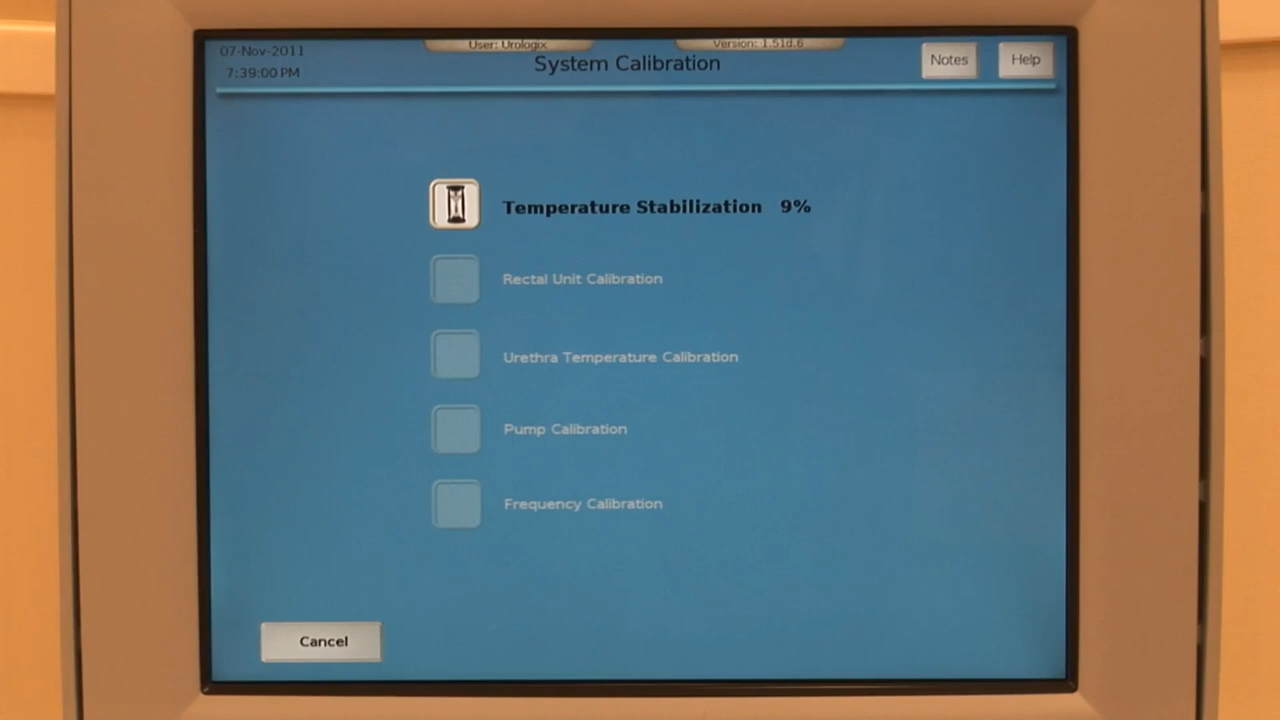 07-Nov-2011
7:39:00 PM
User: Urologix
Version: 1.51d.6
System Calibration
Notes
Help
Temperature Stabilization 9%
Rectal Unit Calibration
Urethra Temperature Calibration
Pump Calibration
Frequency Calibration
Cancel